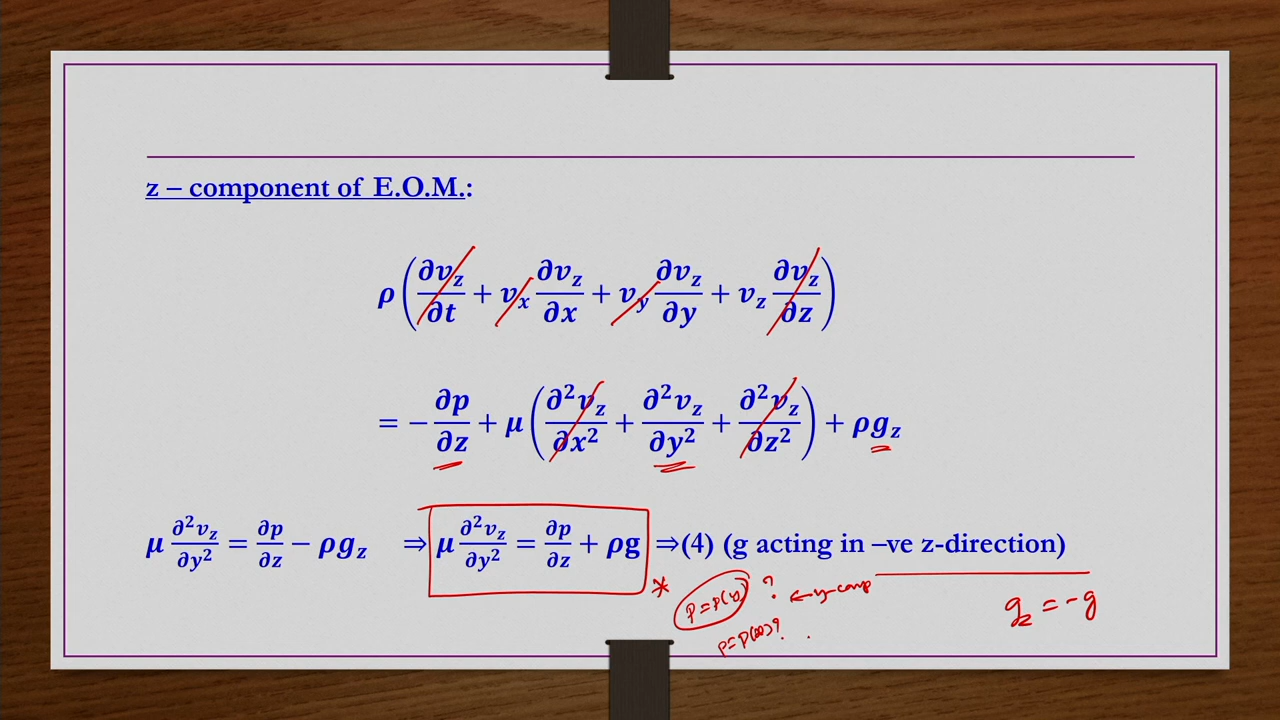 z – component of E.O.M.:
ρ(∂v_z/∂t + v_x ∂v_z/∂x + v_y ∂v_z/∂y + v_z ∂v_z/∂z)
= −∂p/∂z + μ(∂²v_z/∂x² + ∂²v_z/∂y² + ∂²v_z/∂z²) + ρg_z
μ ∂²v_z/∂y² = ∂p/∂z − ρg_z ⇒ μ ∂²v_z/∂y² = ∂p/∂z + ρg ⇒(4) (g acting in –ve z-direction)
* p=p(y) ? ← y-comp
g_z = -g